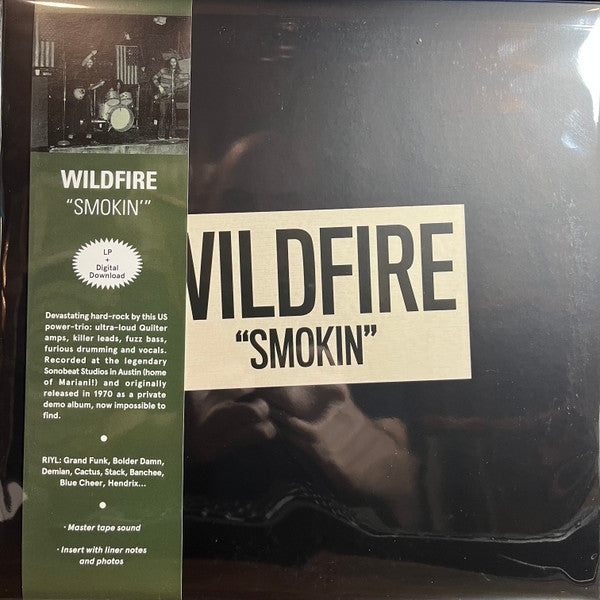 WILDFIRE
“SMOKIN’”
LP
+
Digital
Download
Devastating hard-rock by this US
power-trio: ultra-loud Quilter
amps, killer leads, fuzz bass,
furious drumming and vocals.
Recorded at the legendary
Sonobeat Studios in Austin (home
of Mariani!) and originally
released in 1970 as a private
demo album, now impossible to
find.
RIYL: Grand Funk, Bolder Damn,
Demian, Cactus, Stack, Banchee,
Blue Cheer, Hendrix...
· Master tape sound
· Insert with liner notes
and photos
WILDFIRE
“SMOKIN”